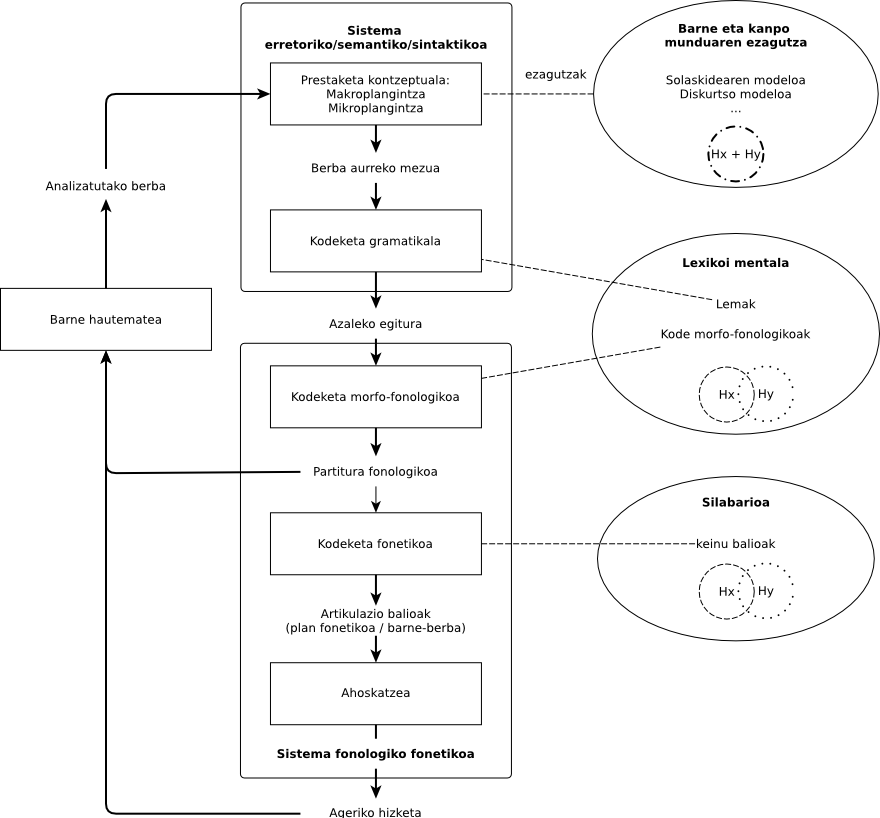 Sistema
erretoriko/semantiko/sintaktikoa
Prestaketa kontzeptuala:
Makroplangintza
Mikroplangintza
ezagutzak
Barne eta kanpo
munduaren ezagutza
Solaskidearen modeloa
Diskurtso modeloa
...
Hx + Hy
Berba aurreko mezua
Analizatutako berba
Kodeketa gramatikala
Lexikoi mentala
Lemak
Kode morfo-fonologikoak
Hx
Hy
Barne hautematea
Azaleko egitura
Kodeketa morfo-fonologikoa
Partitura fonologikoa
Silabarioa
keinu balioak
Hx
Hy
Kodeketa fonetikoa
Artikulazio balioak
(plan fonetikoa / barne-berba)
Ahoskatzea
Sistema fonologiko fonetikoa
Ageriko hizketa